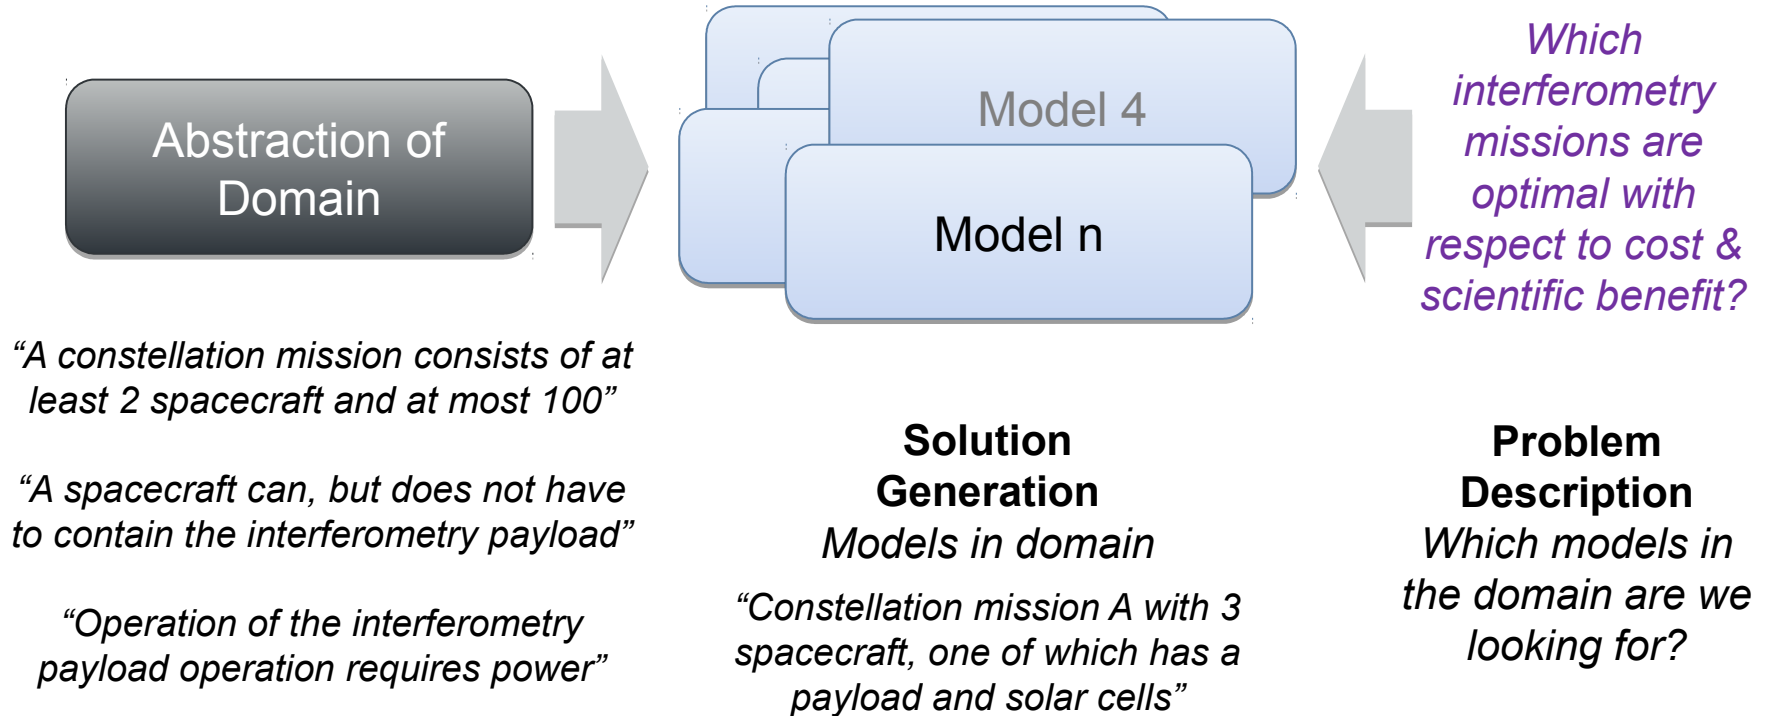 Abstraction of
Domain
“A constellation mission consists of at
least 2 spacecraft and at most 100”
“A spacecraft can, but does not have
to contain the interferometry payload”
“Operation of the interferometry
payload operation requires power”
Model 4
Model n
Solution
Generation
Models in domain
“Constellation mission A with 3
spacecraft, one of which has a
payload and solar cells”
Which
interferometry
missions are
optimal with
respect to cost &
scientific benefit?
Problem
Description
Which models in
the domain are we
looking for?